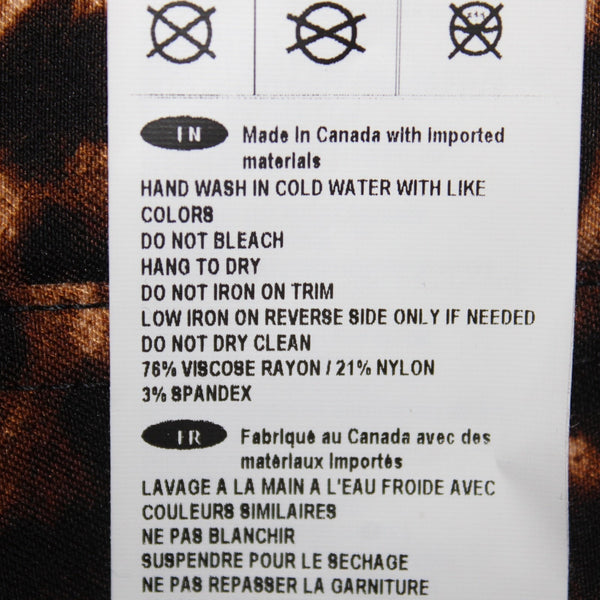 IN Made in Canada with imported
materials
HAND WASH IN COLD WATER WITH LIKE
COLORS
DO NOT BLEACH
HANG TO DRY
DO NOT IRON ON TRIM
LOW IRON ON REVERSE SIDE ONLY IF NEEDED
DO NOT DRY CLEAN
76% VISCOSE RAYON / 21% NYLON
3% SPANDEX
FR Fabriqué au Canada avec des
matériaux importés
LAVAGE A LA MAIN A L'EAU FROIDE AVEC
COULEURS SIMILAIRES
NE PAS BLANCHIR
SUSPENDRE POUR LE SECHAGE
NE PAS REPASSER LA GARNITURE